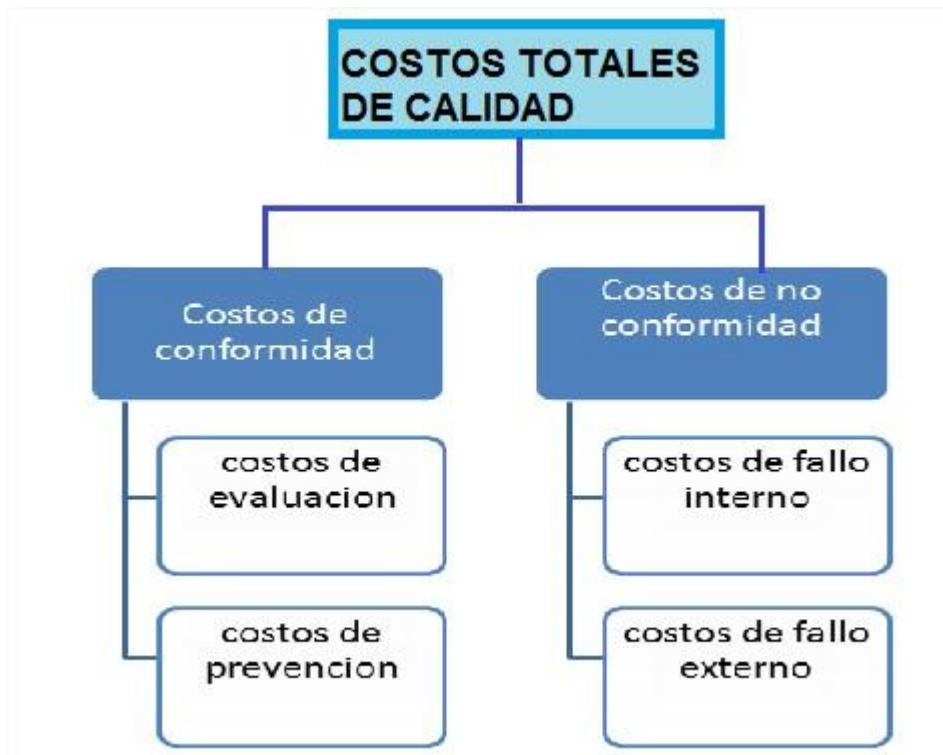 COSTOS TOTALES
DE CALIDAD
Costos de
conformidad
Costos de no
conformidad
costos de
evaluacion
costos de fallo
interno
costos de
prevencion
costos de fallo
externo